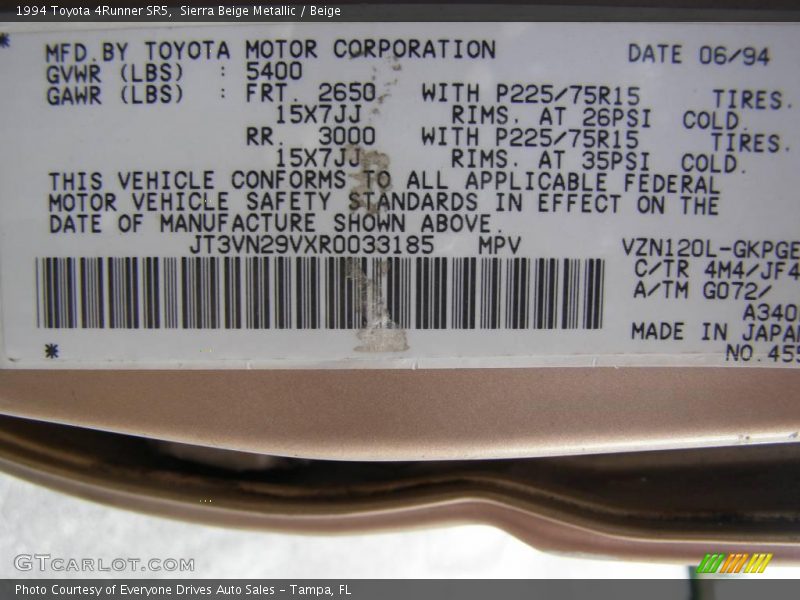 1994 Toyota 4Runner SR5,  Sierra Beige Metallic / Beige
MFD.BY TOYOTA MOTOR CORPORATION DATE 06/94
GVWR (LBS) : 5400
GAWR (LBS) : FRT. 2650 WITH P225/75R15 TIRES.
15X7JJ RIMS. AT 26PSI COLD.
RR. 3000 WITH P225/75R15 TIRES.
15X7JJ RIMS. AT 35PSI COLD.
THIS VEHICLE CONFORMS TO ALL APPLICABLE FEDERAL
MOTOR VEHICLE SAFETY STANDARDS IN EFFECT ON THE
DATE OF MANUFACTURE SHOWN ABOVE.
JT3VN29VXR0033185 MPV VZN120L-GKPGE
C/TR 4M4/JF4
A/TM G072/
A340
MADE IN JAPAN
NO.455
GTCARLOT.COM
Photo Courtesy of Everyone Drives Auto Sales - Tampa, FL